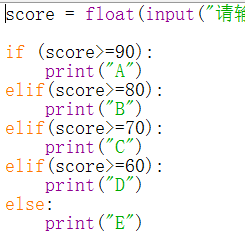 score = float(input("请输
if (score>=90):
    print("A")
elif(score>=80):
    print("B")
elif(score>=70):
    print("C")
elif(score>=60):
    print("D")
else:
    print("E")